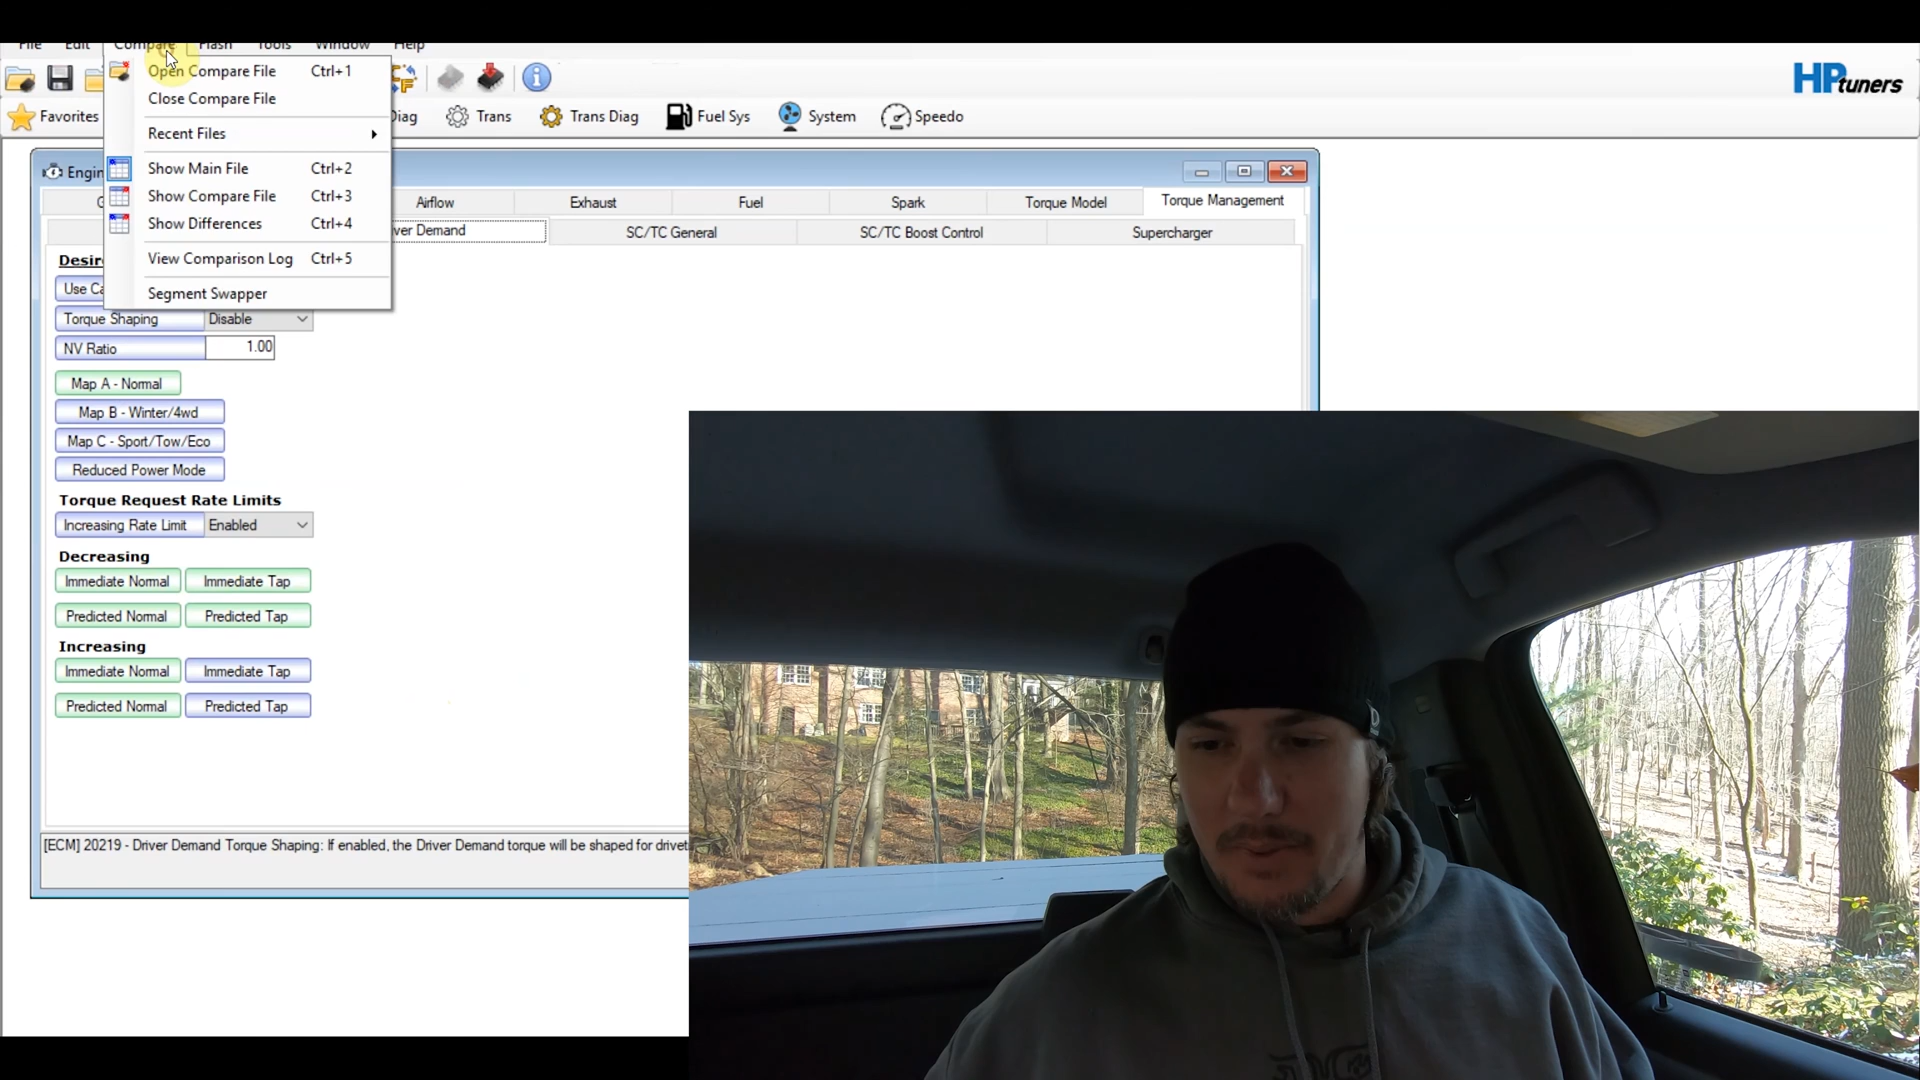 File Edit Compare Flash Tools Window Help
Open Compare File Ctrl+1
Close Compare File
Recent Files
Show Main File Ctrl+2
Show Compare File Ctrl+3
Show Differences Ctrl+4
View Comparison Log Ctrl+5
Segment Swapper
HPtuners
Favorites Diag Trans Trans Diag Fuel Sys System Speedo
Engin
Airflow Exhaust Fuel Spark Torque Model Torque Management
ver Demand SC/TC General SC/TC Boost Control Supercharger
Desire
Use Ca
Torque Shaping Disable
NV Ratio 1.00
Map A - Normal
Map B - Winter/4wd
Map C - Sport/Tow/Eco
Reduced Power Mode
Torque Request Rate Limits
Increasing Rate Limit Enabled
Decreasing
Immediate Normal Immediate Tap
Predicted Normal Predicted Tap
Increasing
Immediate Normal Immediate Tap
Predicted Normal Predicted Tap
[ECM] 20219 - Driver Demand Torque Shaping: If enabled, the Driver Demand torque will be shaped for drivet